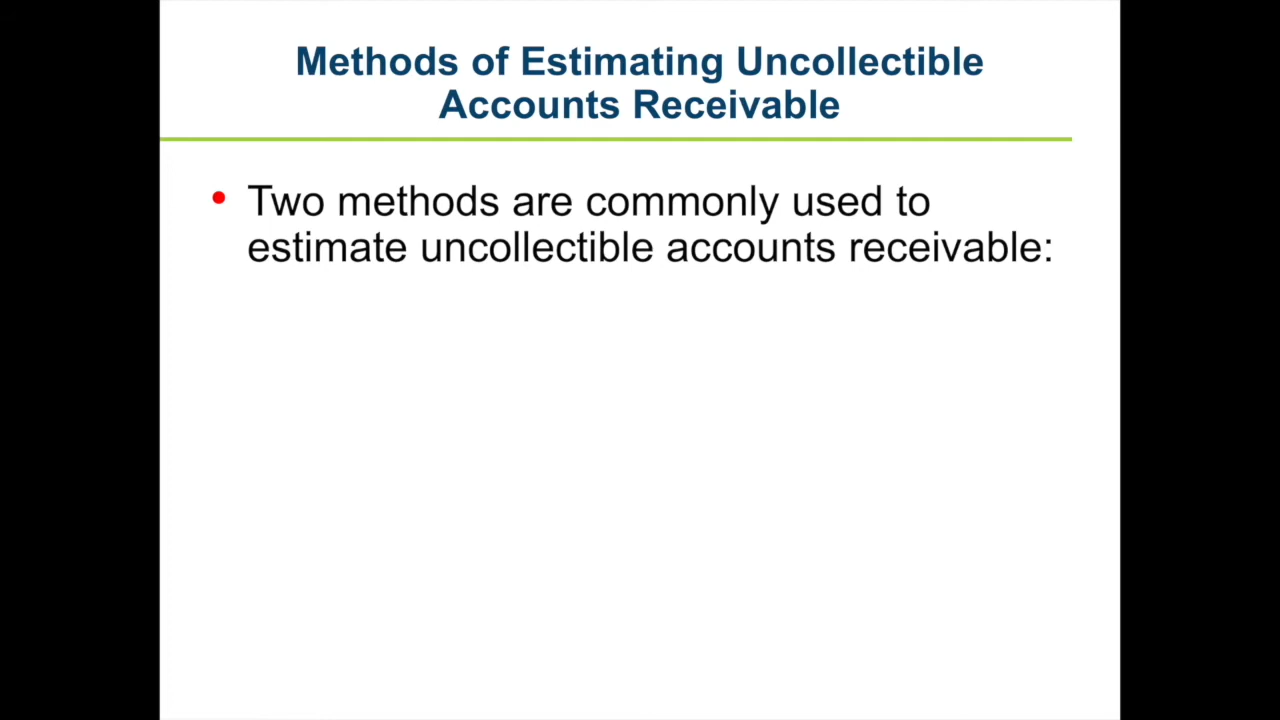 Methods of Estimating Uncollectible
Accounts Receivable
• Two methods are commonly used to
estimate uncollectible accounts receivable: